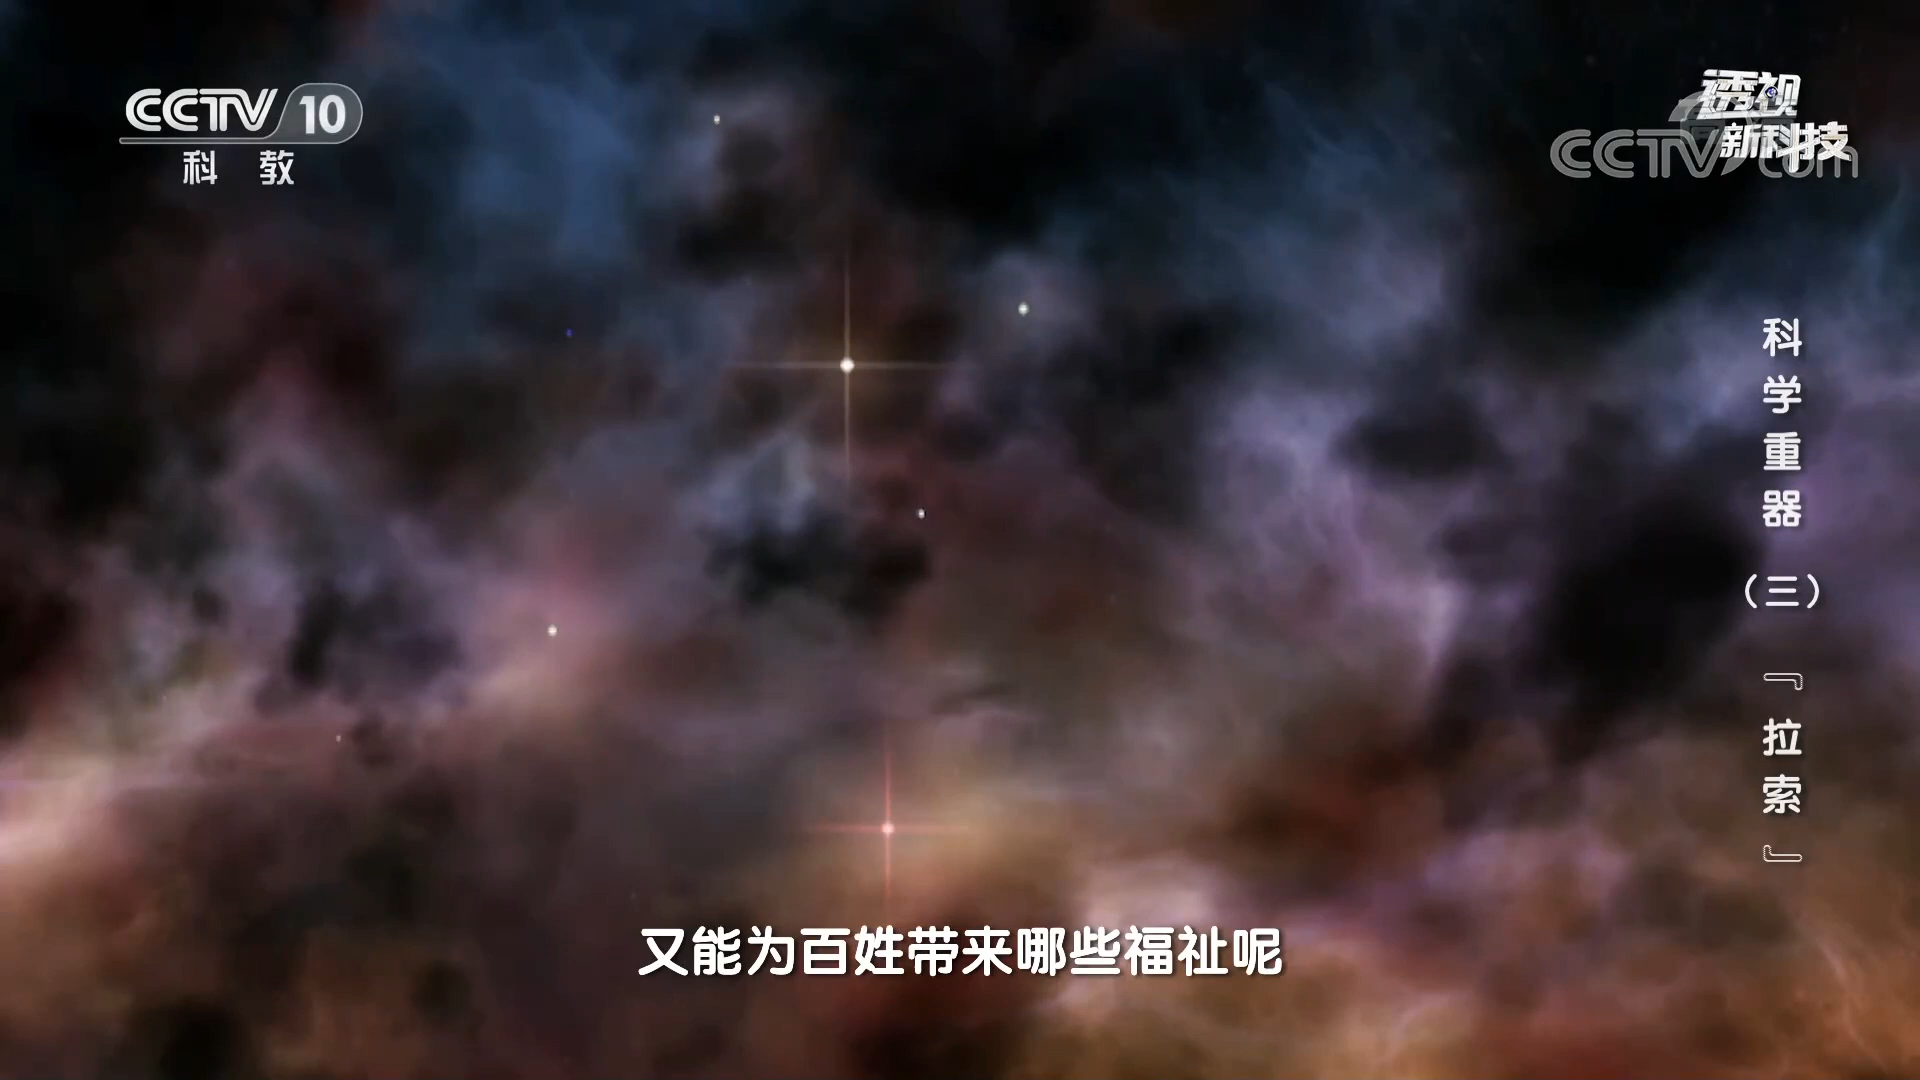 CCTV 10
科 教
透视
新科技
CCTV.com
科学重器（三）『拉索』
又能为百姓带来哪些福祉呢